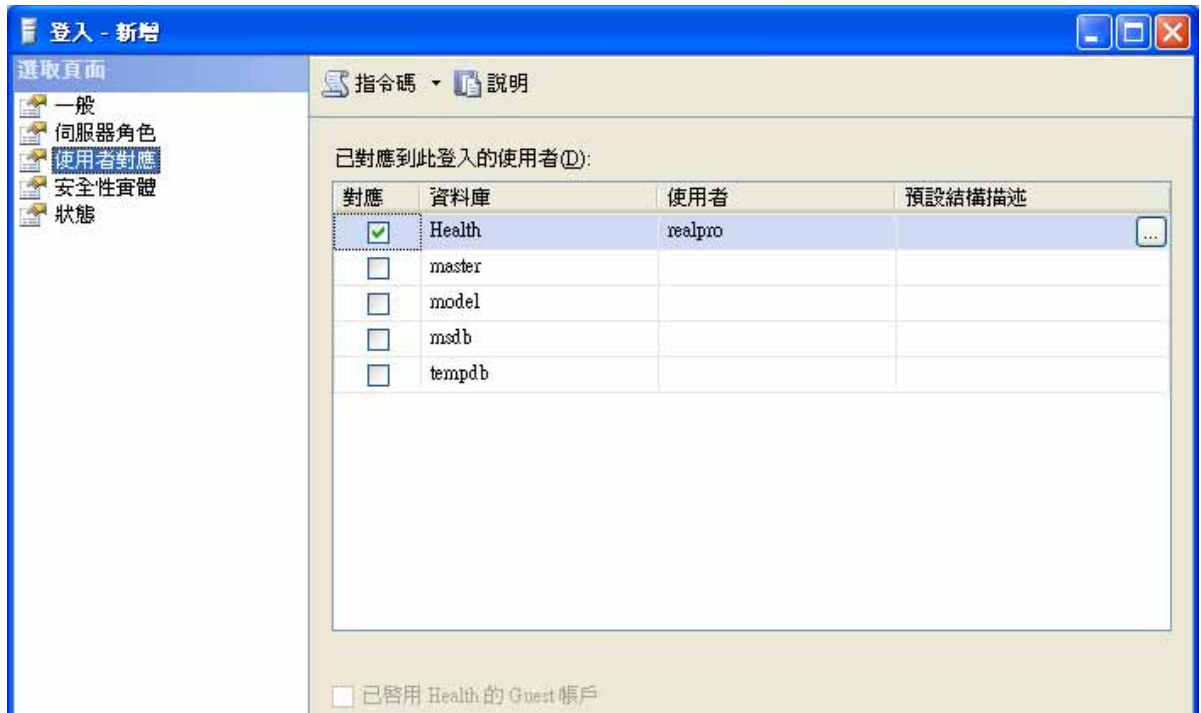 登入 - 新增
選取頁面
一般
伺服器角色
使用者對應
安全性實體
狀態
指令碼 說明
已對應到此登入的使用者(D):
對應 資料庫 使用者 預設結構描述
Health realpro ...
master
model
msdb
tempdb
已啓用 Health 的 Guest 帳戶